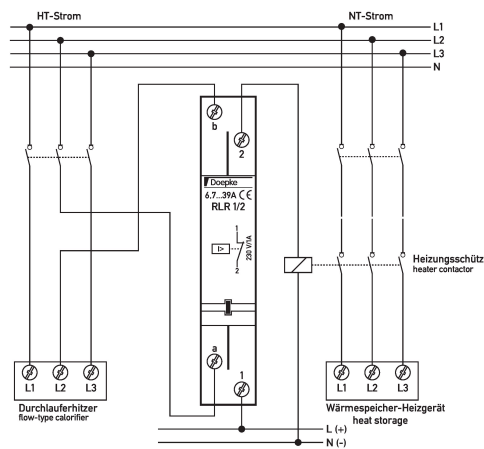 HT-Strom
NT-Strom
L1
L2
L3
N
b
2
Doepke
6,7...39A CE
RLR 1/2
1
I>
2
230 V/1A
Heizungsschütz
heater contactor
a
1
L1
L2
L3
Durchlauferhitzer
flow-type calorifier
L1
L2
L3
Wärmespeicher-Heizgerät
heat storage
L (+)
N (-)